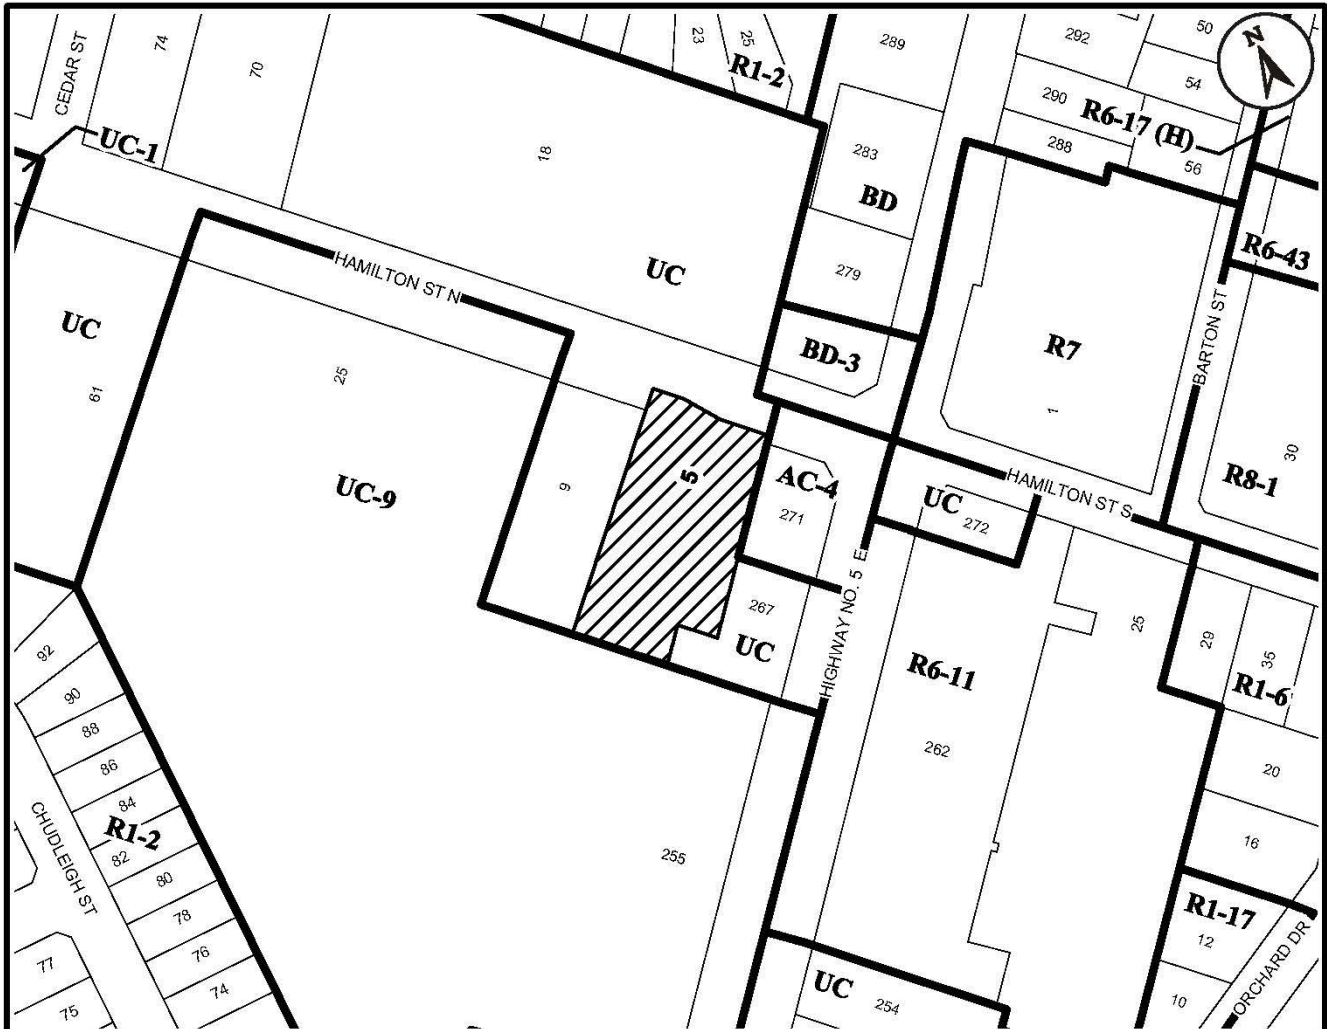 CEDAR ST
74
70
23
25
R1-2
289
292
50
N
54
290
R6-17 (H)
288
56
UC-1
18
283
BD
R6-43
279
HAMILTON ST N
UC
UC
BD-3
R7
BARTON ST
61
25
1
30
R8-1
UC-9
9
5
AC-4
271
UC
272
HAMILTON ST S
HIGHWAY NO. 5 E
267
UC
R6-11
25
29
35
R1-6
262
92
90
88
86
84
R1-2
82
80
78
76
74
CHUDLEIGH ST
77
75
255
20
16
R1-17
12
10
ORCHARD DR
UC
254